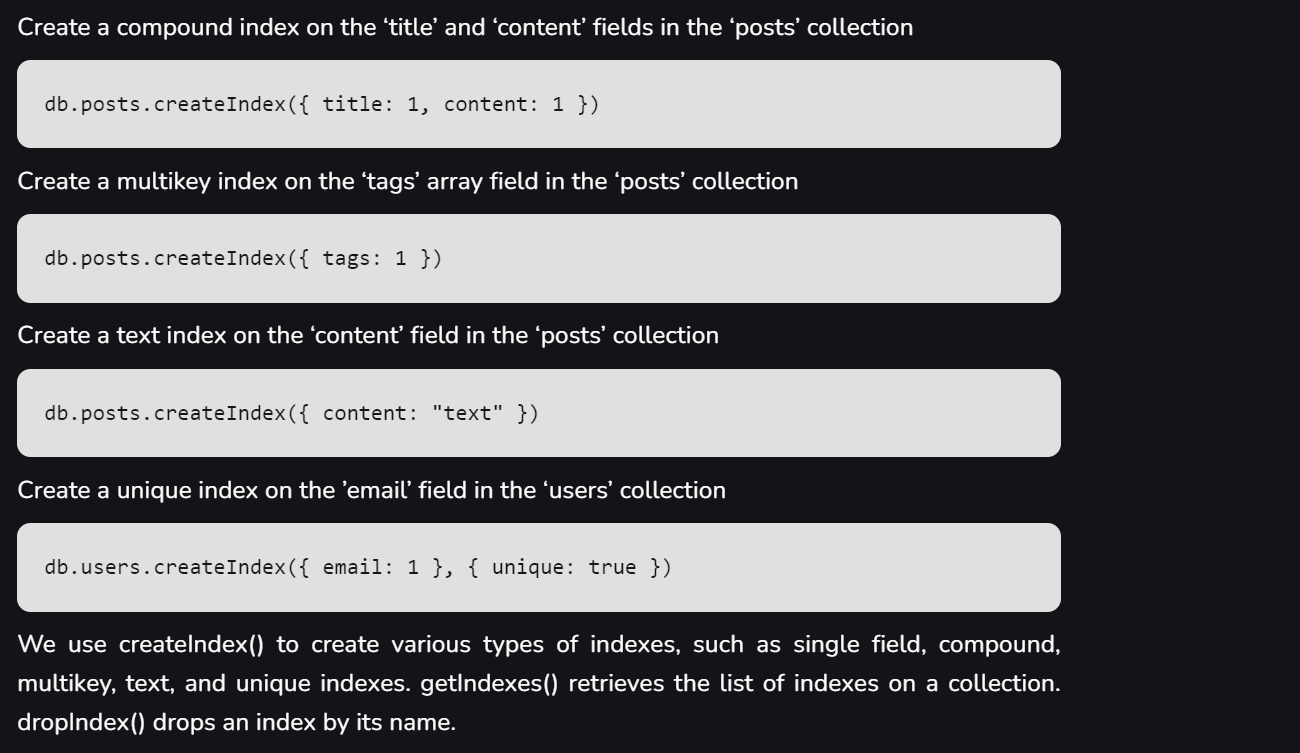 Create a compound index on the ‘title’ and ‘content’ fields in the ‘posts’ collection
db.posts.createIndex({ title: 1, content: 1 })
Create a multikey index on the ‘tags’ array field in the ‘posts’ collection
db.posts.createIndex({ tags: 1 })
Create a text index on the ‘content’ field in the ‘posts’ collection
db.posts.createIndex({ content: "text" })
Create a unique index on the ’email’ field in the ‘users’ collection
db.users.createIndex({ email: 1 }, { unique: true })
We use createIndex() to create various types of indexes, such as single field, compound,
multikey, text, and unique indexes. getIndexes() retrieves the list of indexes on a collection.
dropIndex() drops an index by its name.